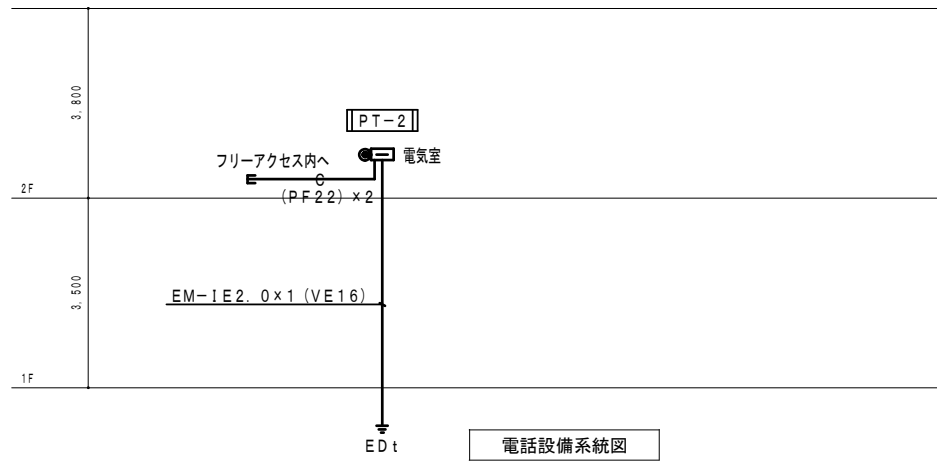 3,800
PT-2
フリーアクセス内へ
電気室
C
(PF22)×2
2F
3,500
EM-IE2.0×1(VE16)
1F
EDt
電話設備系統図